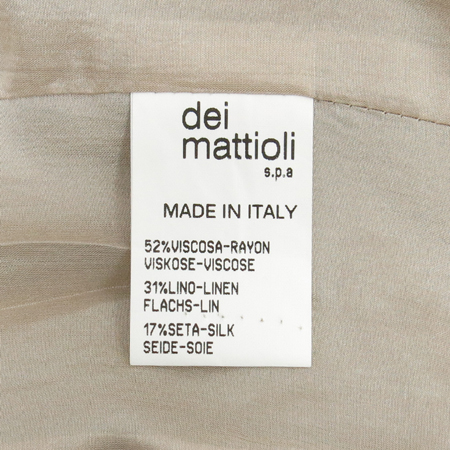 dei
mattioli
s.p.a
MADE IN ITALY
52%VISCOSA-RAYON
VISKOSE-VISCOSE
31%LINO-LINEN
FLACHS-LIN
17%SETA-SILK
SEIDE-SOIE